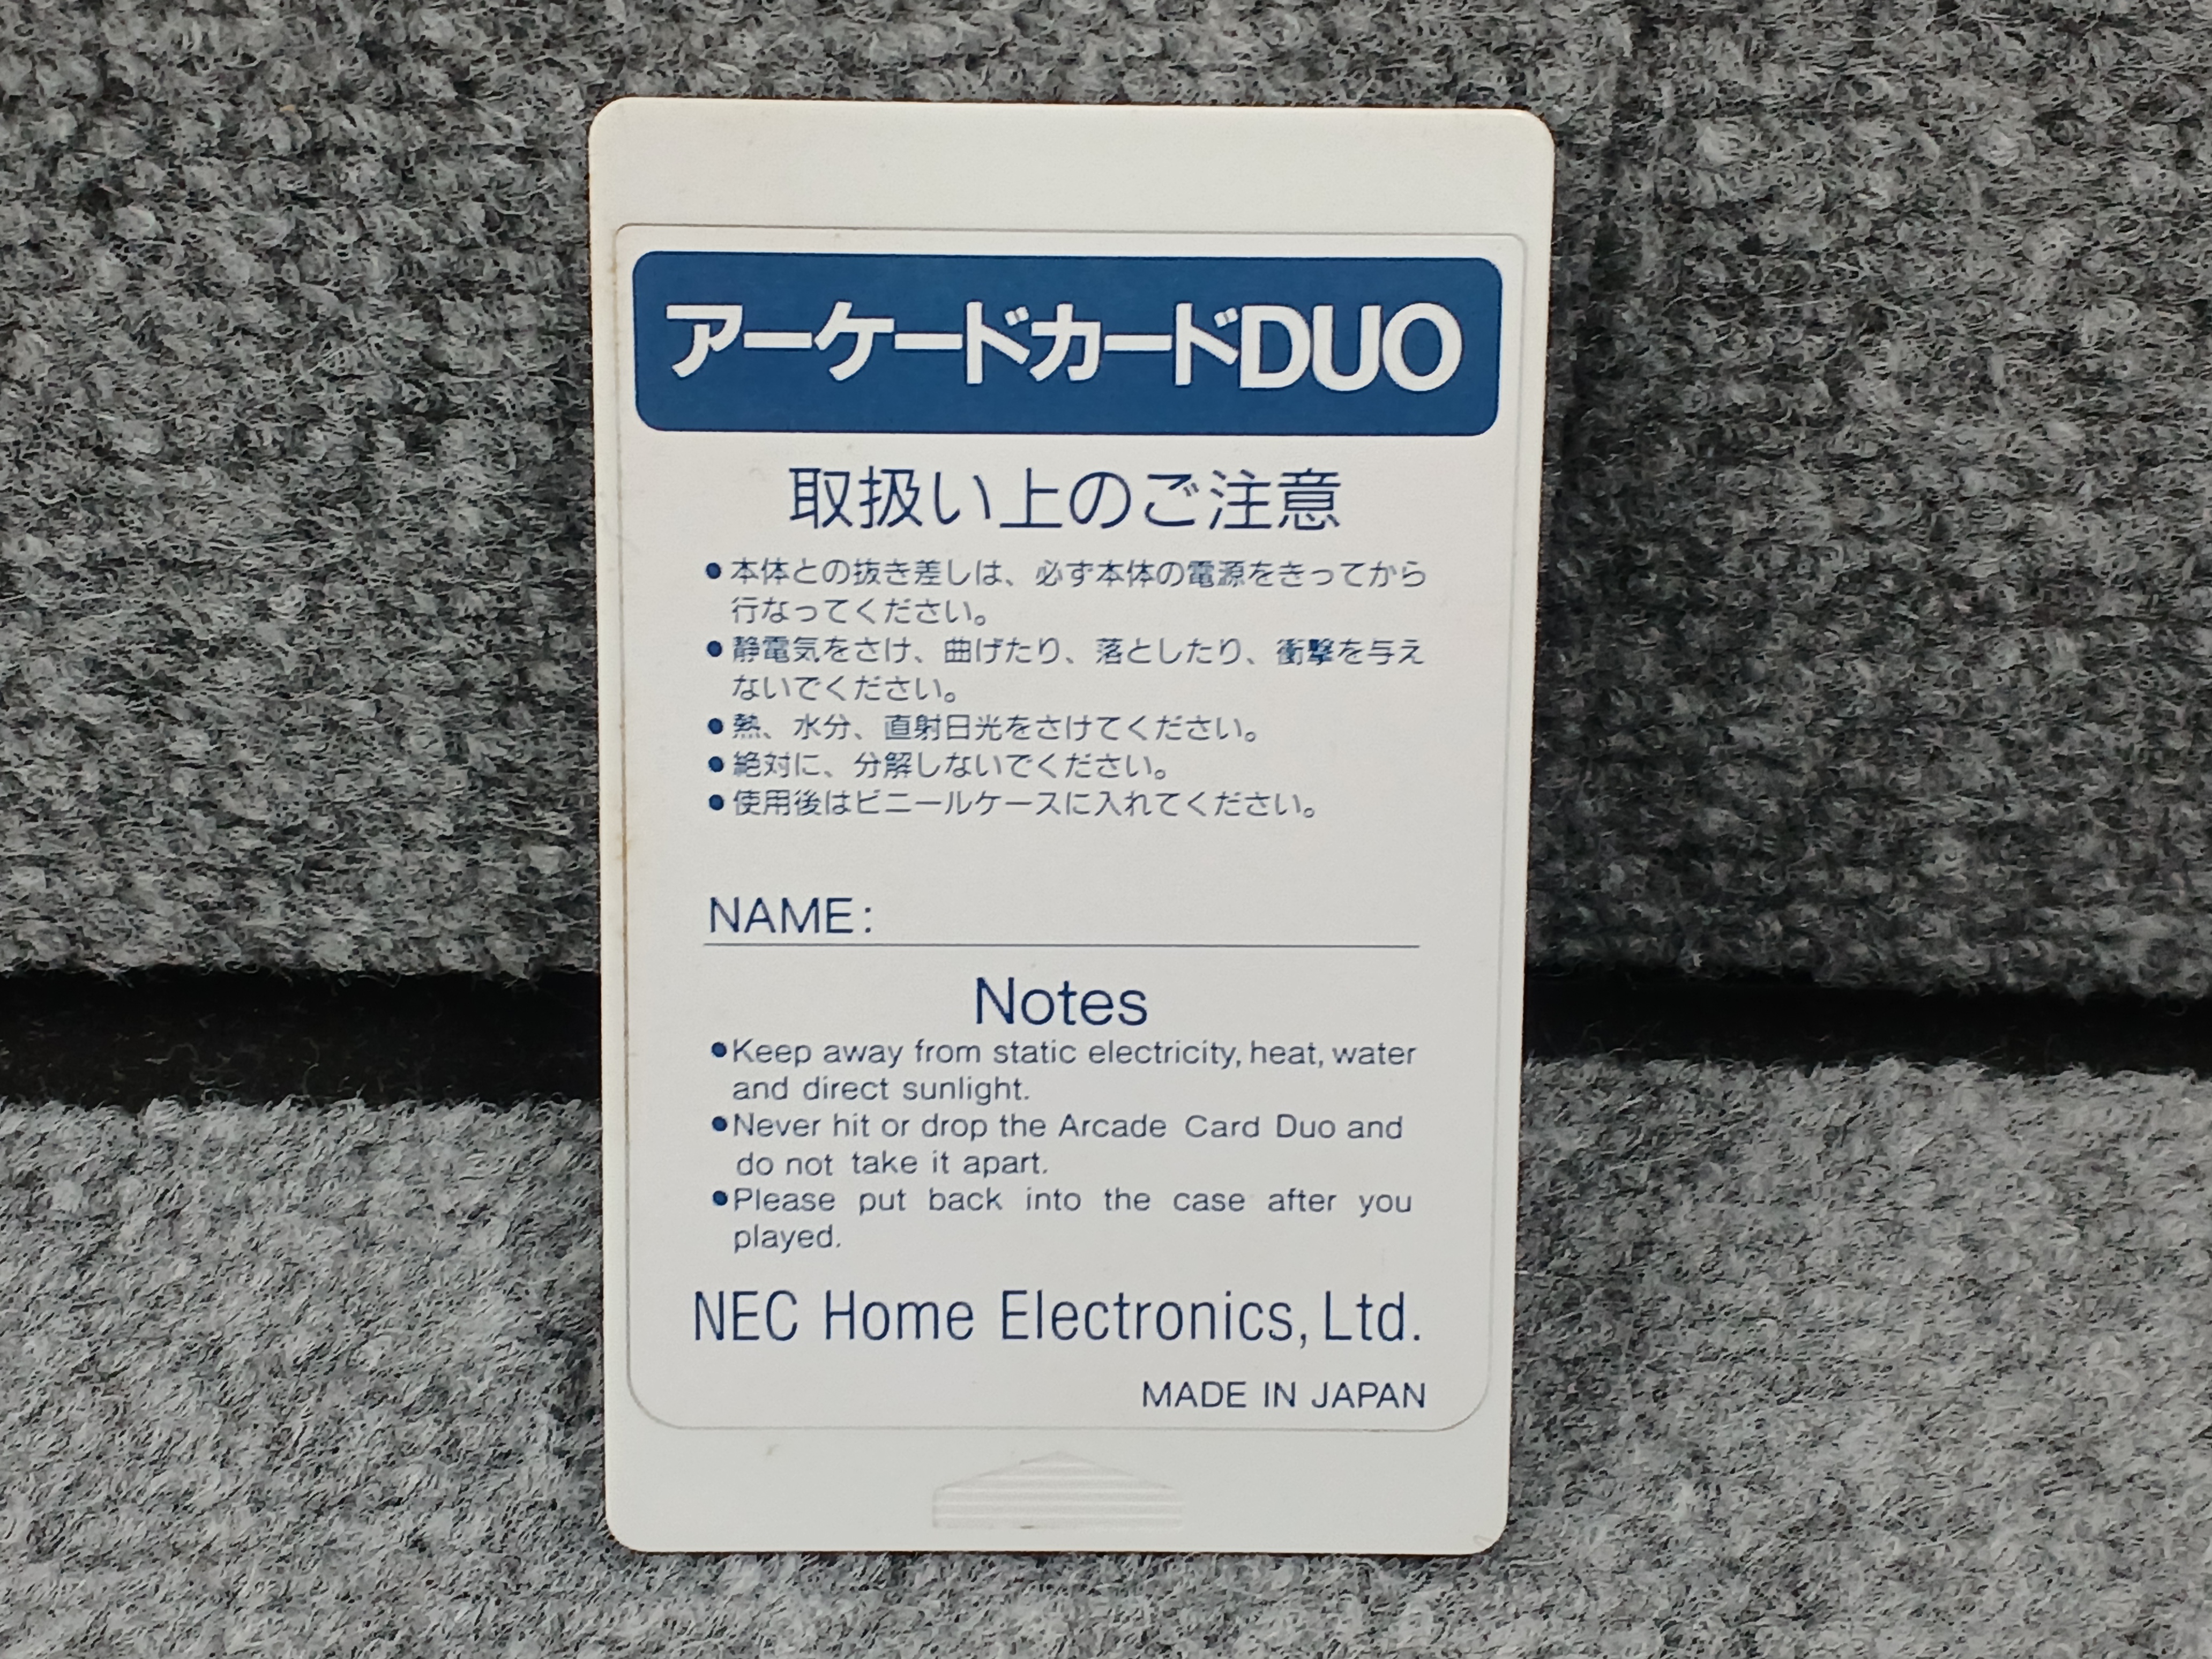 アーケードカードDUO
取扱い上のご注意
●本体との抜き差しは、必ず本体の電源をきってから
行なってください。
●静電気をさけ、曲げたり、落としたり、衝撃を与え
ないでください。
●熱、水分、直射日光をさけてください。
●絶対に、分解しないでください。
●使用後はビニールケースに入れてください。
NAME:
Notes
●Keep away from static electricity, heat, water
and direct sunlight.
●Never hit or drop the Arcade Card Duo and
do not take it apart.
●Please put back into the case after you
played.
NEC Home Electronics, Ltd.
MADE IN JAPAN